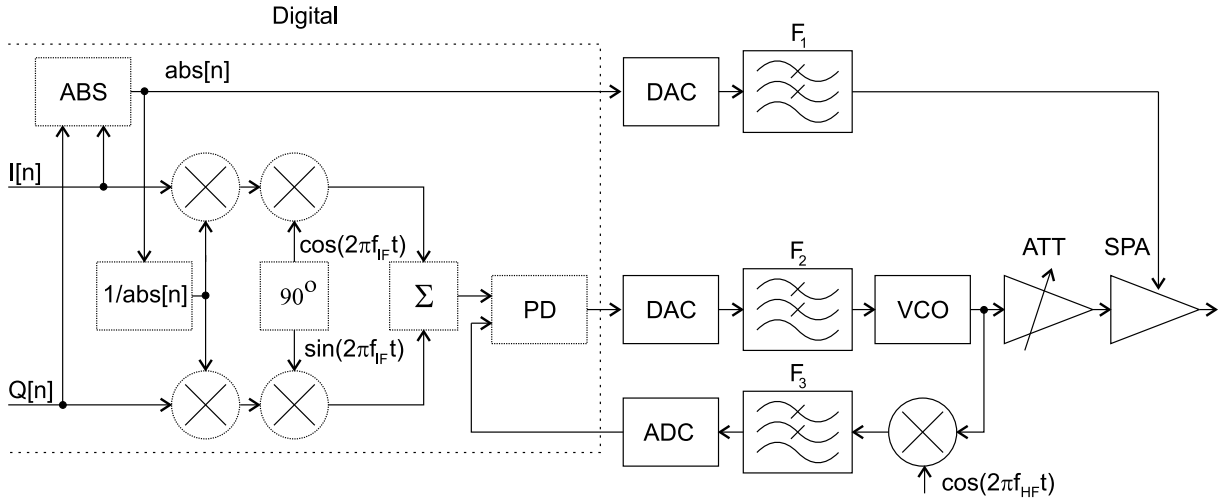 Digital
F1
ABS
abs[n]
DAC
I[n]
cos(2πf_IF t)
ATT
SPA
F2
1/abs[n]
90°
Σ
PD
DAC
VCO
sin(2πf_IF t)
F3
Q[n]
ADC
cos(2πf_HF t)